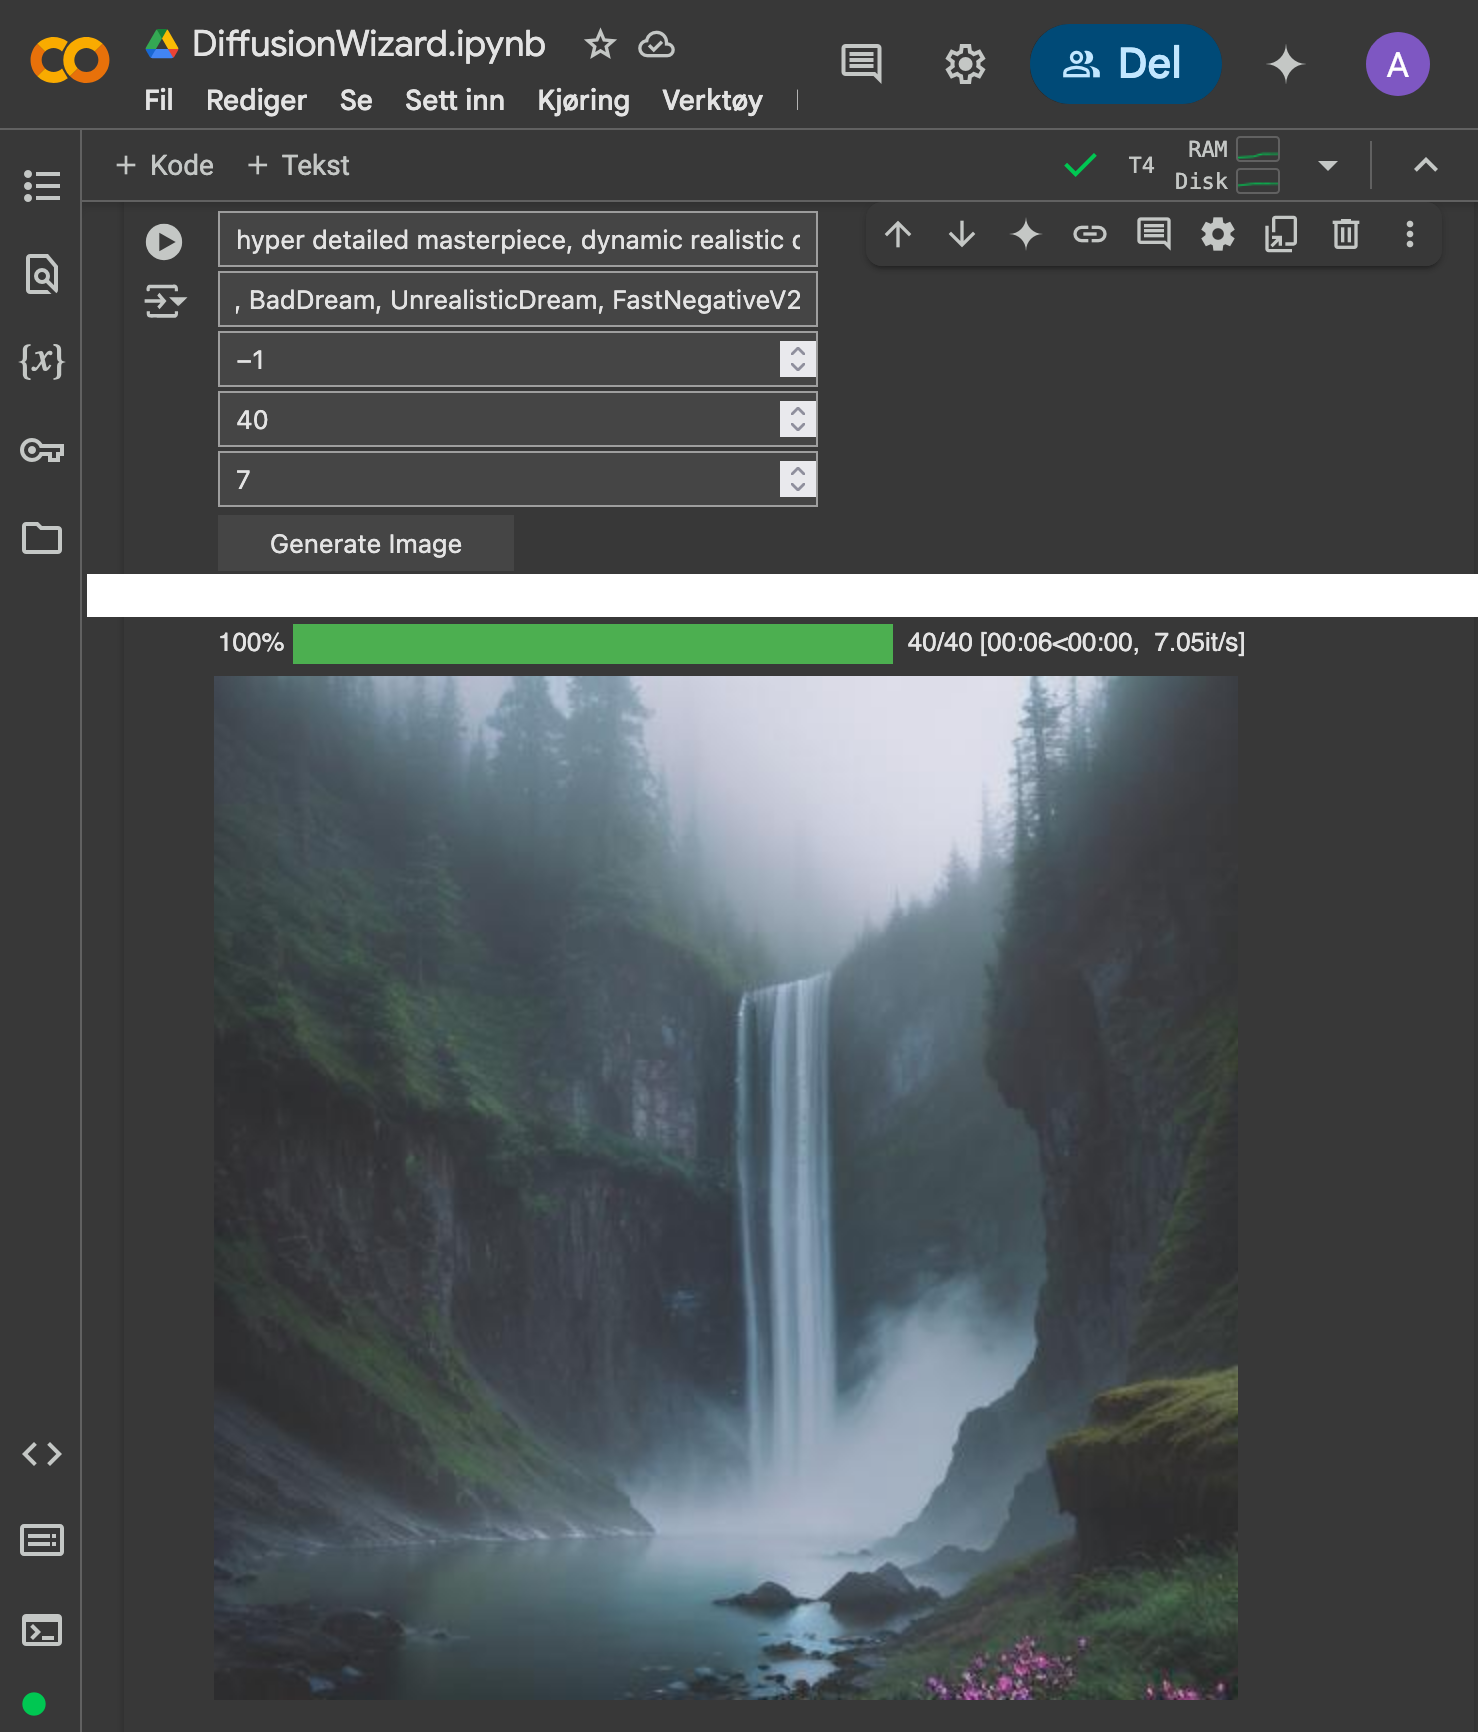 DiffusionWizard.ipynb
Fil Rediger Se Sett inn Kjøring Verktøy
Del
A
+ Kode + Tekst
T4
RAM
Disk
hyper detailed masterpiece, dynamic realistic
, BadDream, UnrealisticDream, FastNegativeV2
{x}
–1
40
7
Generate Image
100% 40/40 [00:06<00:00, 7.05it/s]